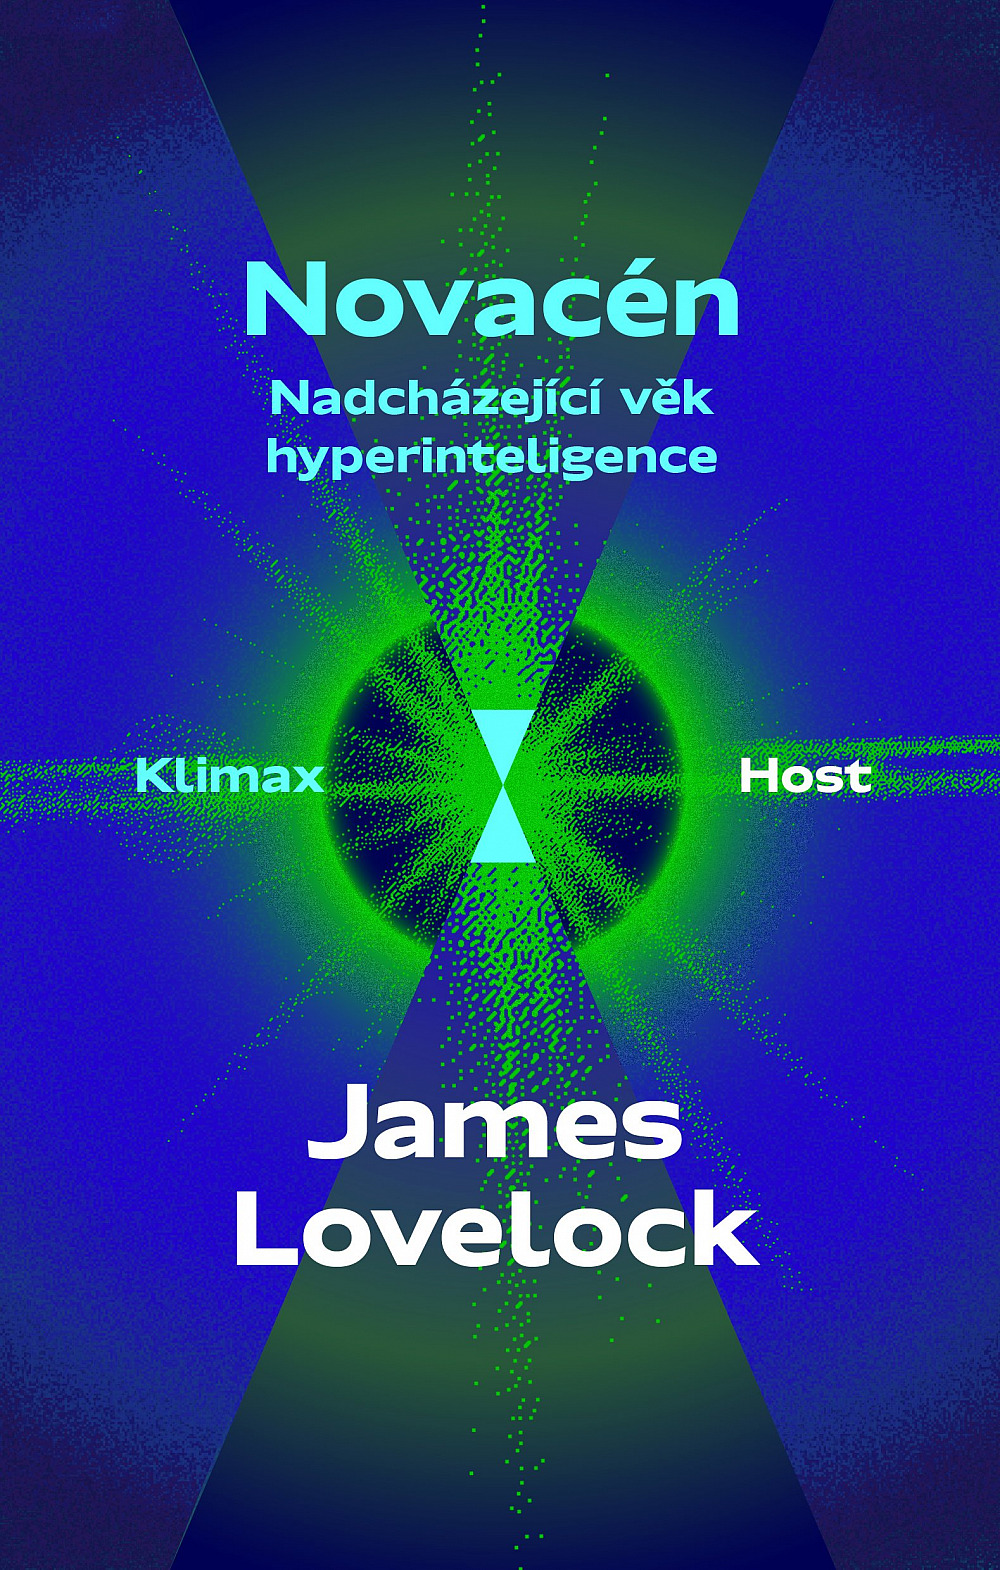 Novacén
Nadcházející věk
hyperinteligence
Klimax
Host
James
Lovelock